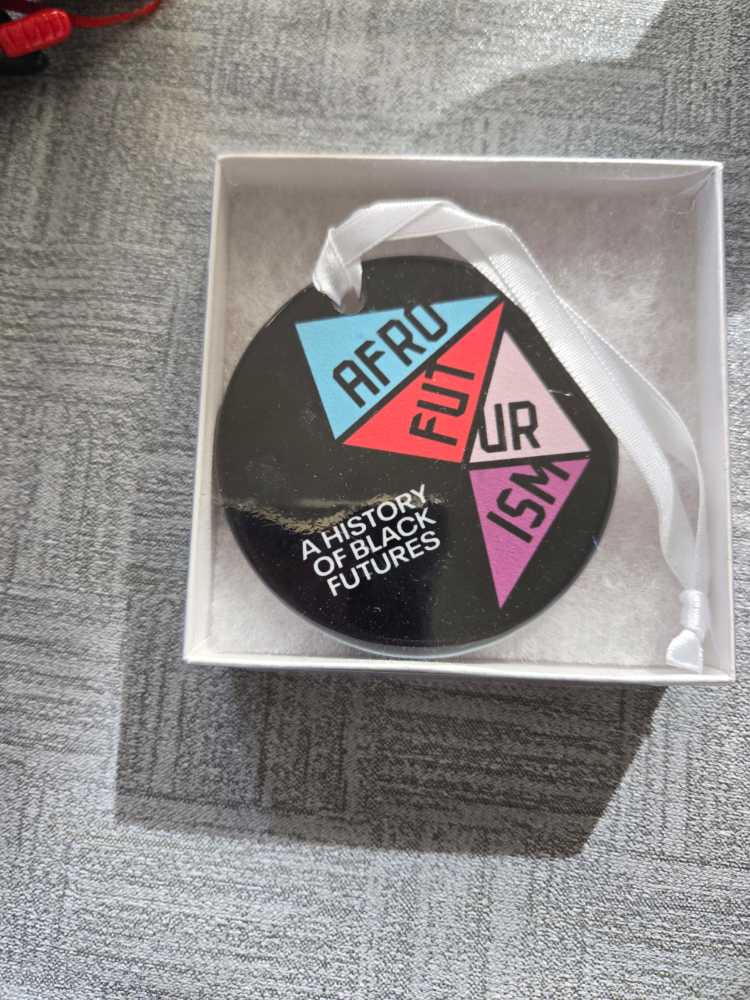 AFRO
FUT
UR
ISM
A HISTORY
OF BLACK
FUTURES